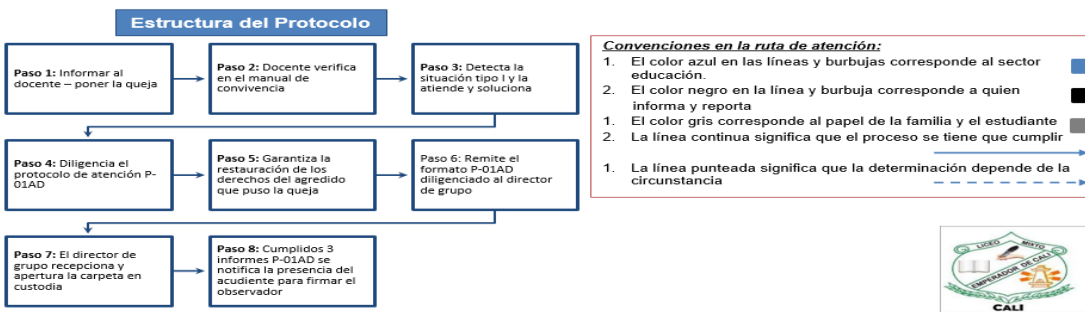 Estructura del Protocolo
Paso 1: Informar al
docente – poner la queja
Paso 2: Docente verifica
en el manual de
convivencia
Paso 3: Detecta la
situación tipo I y la
atiende y soluciona
Paso 4: Diligencia el
protocolo de atención P-
01AD
Paso 5: Garantiza la
restauración de los
derechos del agredido
que puso la queja
Paso 6: Remite el
formato P-01AD
diligenciado al director
de grupo
Paso 7: El director de
grupo recepciona y
apertura la carpeta en
custodia
Paso 8: Cumplidos 3
informes P-01AD se
notifica la presencia del
acudiente para firmar el
observador
Convenciones en la ruta de atención:
1. El color azul en las líneas y burbujas corresponde al sector
educación.
2. El color negro en la línea y burbuja corresponde a quien
informa y reporta
1. El color gris corresponde al papel de la familia y el estudiante
2. La línea continua significa que el proceso se tiene que cumplir
1. La línea punteada significa que la determinación depende de la
circunstancia
LICEO MIXTO
EMPERADOR DE CALI
CALI